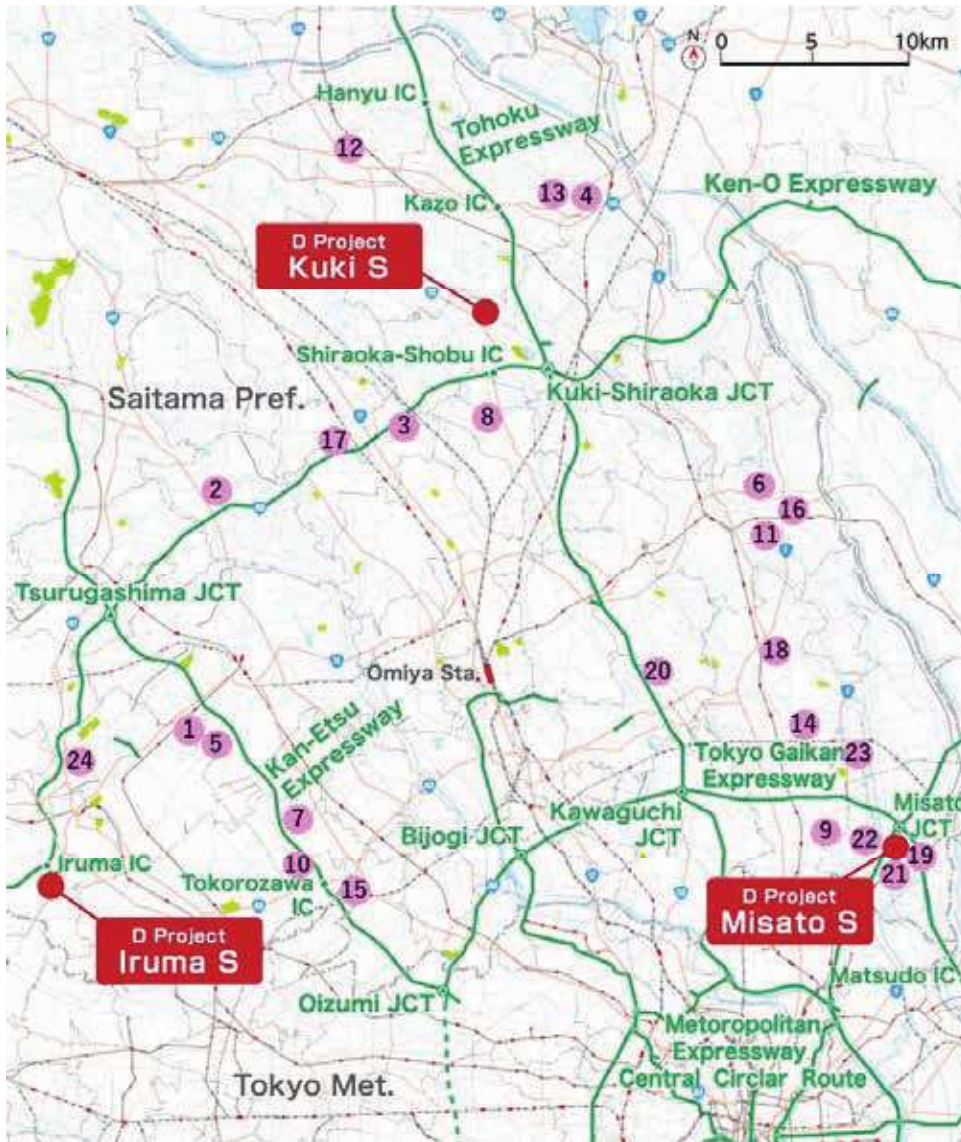 N
0 5 10km
Hanyu IC
Tohoku
Expressway
12
13
4
Kazo IC
Ken-O Expressway
D Project
Kuki S
Shiraoka-Shobu IC
Kuki-Shiraoka JCT
Saitama Pref.
3
8
17
2
6
16
11
Tsurugashima JCT
Omiya Sta.
18
20
1
5
14
24
Kan-Etsu
Expressway
Tokyo Gaikan
Expressway
23
7
Bijogi JCT
Kawaguchi
JCT
Misato
JCT
9
22
19
21
Iruma IC
10
Tokorozawa
IC
15
D Project
Misato S
D Project
Iruma S
Oizumi JCT
Matsudo IC
Metoropolitan
Expressway
Central Circlar Route
Tokyo Met.